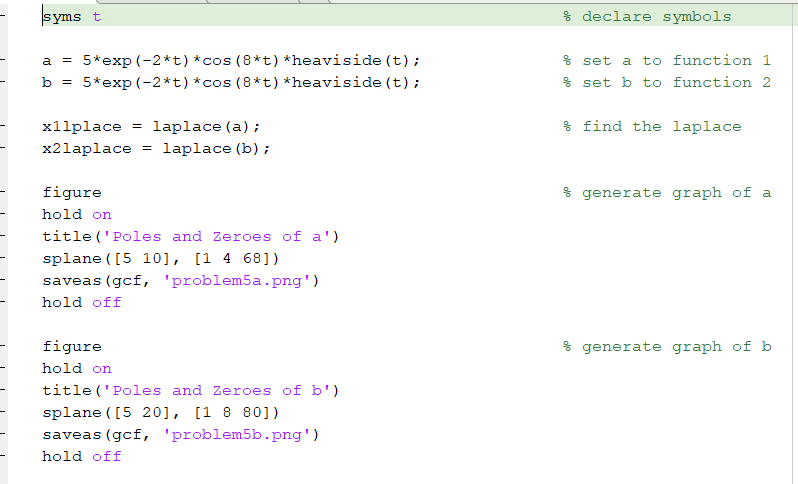 syms t % declare symbols
a = 5*exp(-2*t)*cos(8*t)*heaviside(t); % set a to function 1
b = 5*exp(-2*t)*cos(8*t)*heaviside(t); % set b to function 2
x1lplace = laplace(a); % find the laplace
x2laplace = laplace(b);
figure % generate graph of a
hold on
title('Poles and Zeroes of a')
splane([5 10], [1 4 68])
saveas(gcf, 'problem5a.png')
hold off
figure % generate graph of b
hold on
title('Poles and Zeroes of b')
splane([5 20], [1 8 80])
saveas(gcf, 'problem5b.png')
hold off